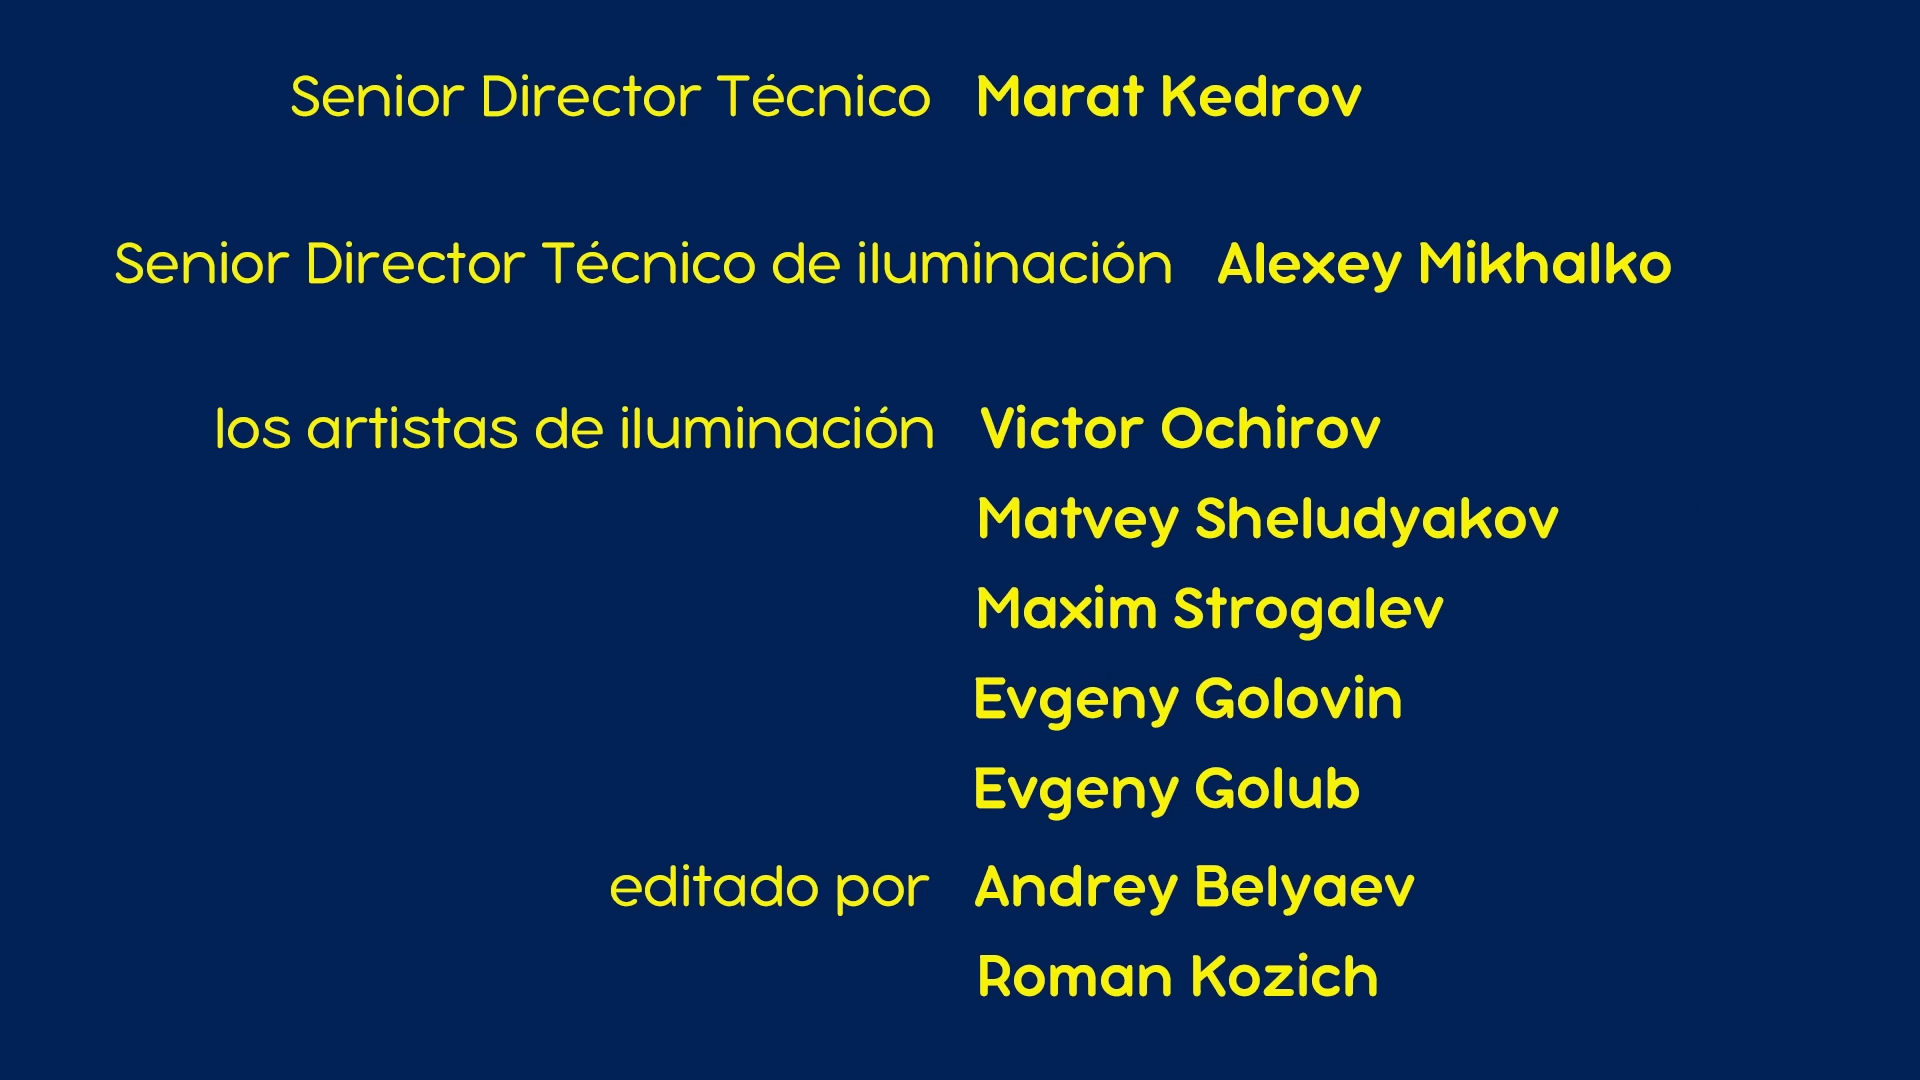 Senior Director Técnico Marat Kedrov
Senior Director Técnico de iluminación Alexey Mikhalko
los artistas de iluminación Victor Ochirov
Matvey Sheludyakov
Maxim Strogalev
Evgeny Golovin
Evgeny Golub
editado por Andrey Belyaev
Roman Kozich